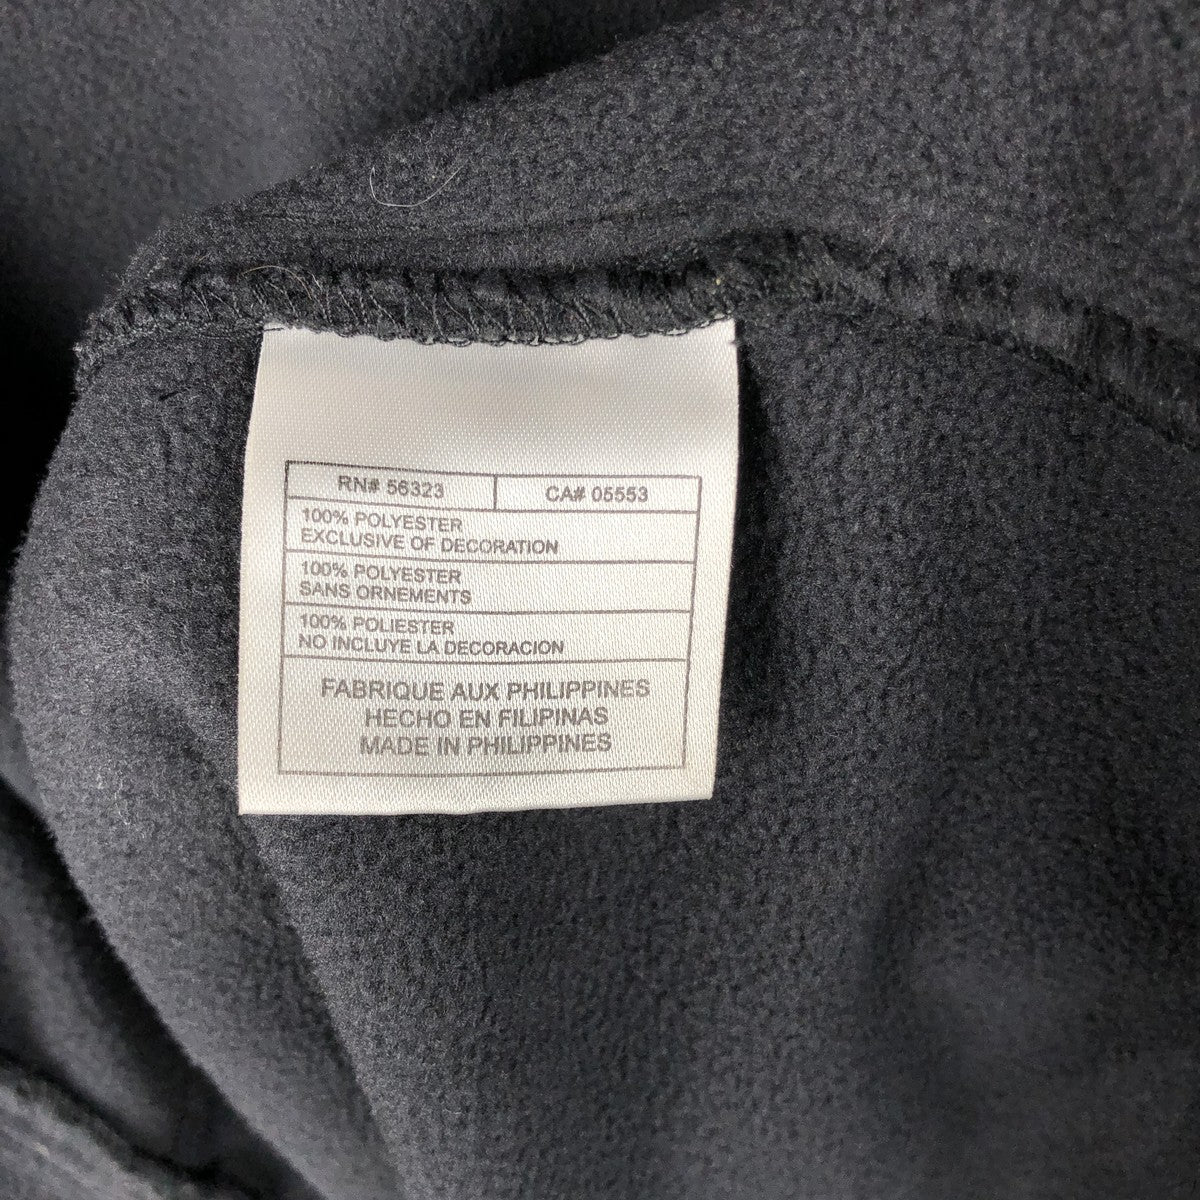 RN# 56323 CA# 05553
100% POLYESTER
EXCLUSIVE OF DECORATION
100% POLYESTER
SANS ORNEMENTS
100% POLIESTER
NO INCLUYE LA DECORACION
FABRIQUE AUX PHILIPPINES
HECHO EN FILIPINAS
MADE IN PHILIPPINES